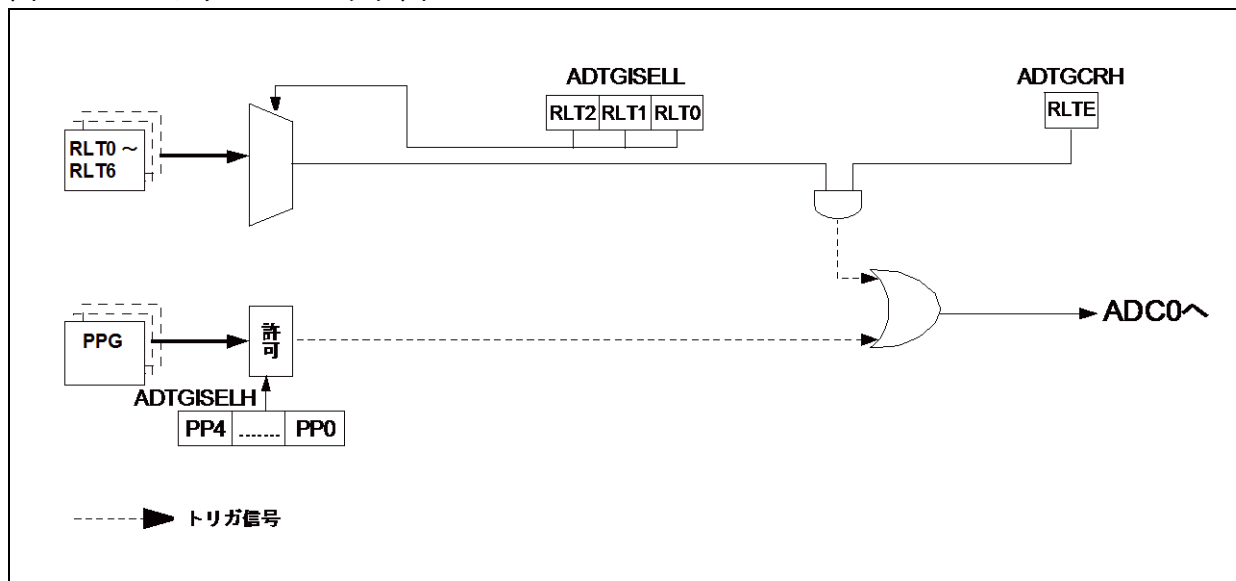 ADTGISELL
ADTGCRH
RLT2 RLT1 RLT0
RLTE
RLT0 ～
RLT6
ADC0へ
PPG
許可
ADTGISELH
PP4 ....... PP0
トリガ信号